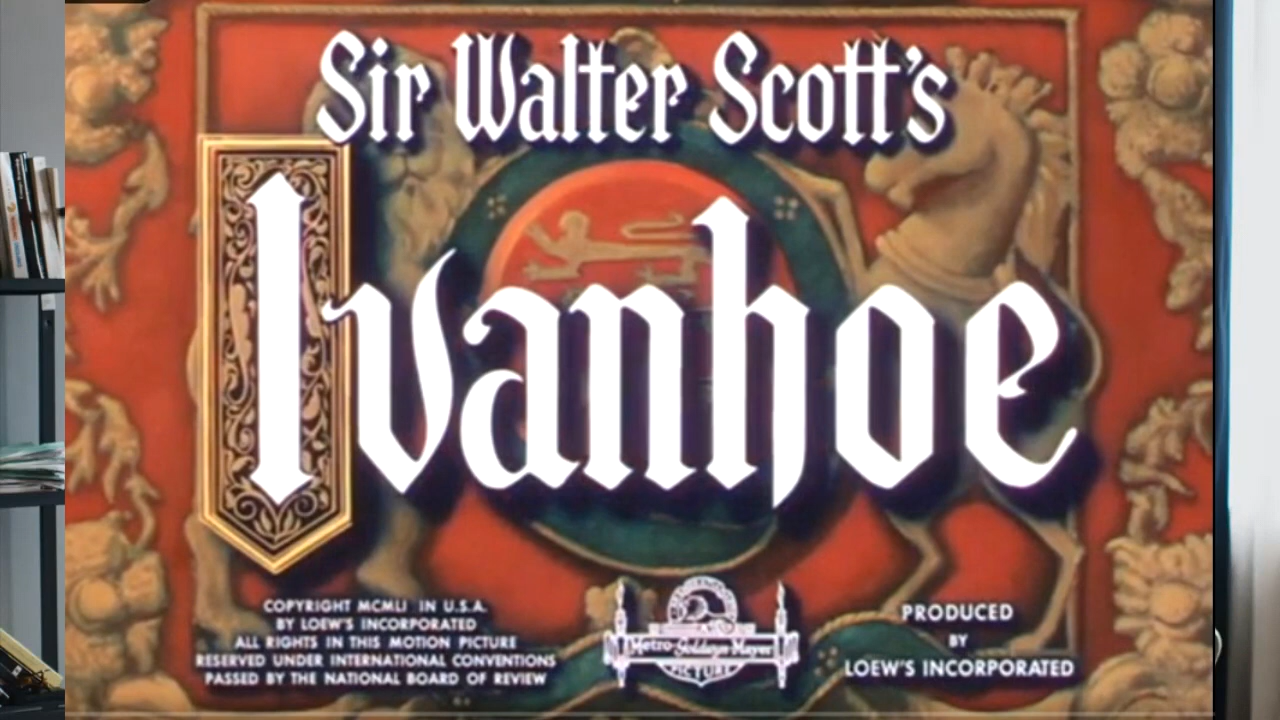 Sir Walter Scott's
Ivanhoe
COPYRIGHT MCMLI IN U.S.A.
BY LOEW'S INCORPORATED
ALL RIGHTS IN THIS MOTION PICTURE
RESERVED UNDER INTERNATIONAL CONVENTIONS
PASSED BY THE NATIONAL BOARD OF REVIEW
Metro Goldwyn Mayer
PICTURE
PRODUCED
BY
LOEW'S INCORPORATED